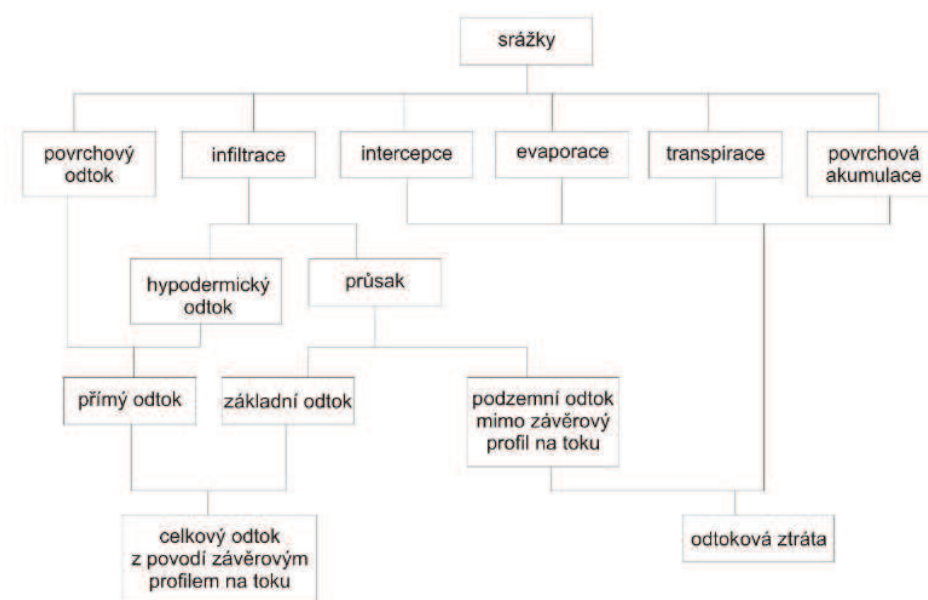 srážky
povrchový
odtok
infiltrace
intercepce
evaporace
transpirace
povrchová
akumulace
hypodermický
odtok
průsak
přímý odtok
základní odtok
podzemní odtok
mimo závěrový
profil na toku
celkový odtok
z povodí závěrovým
profilem na toku
odtoková ztráta